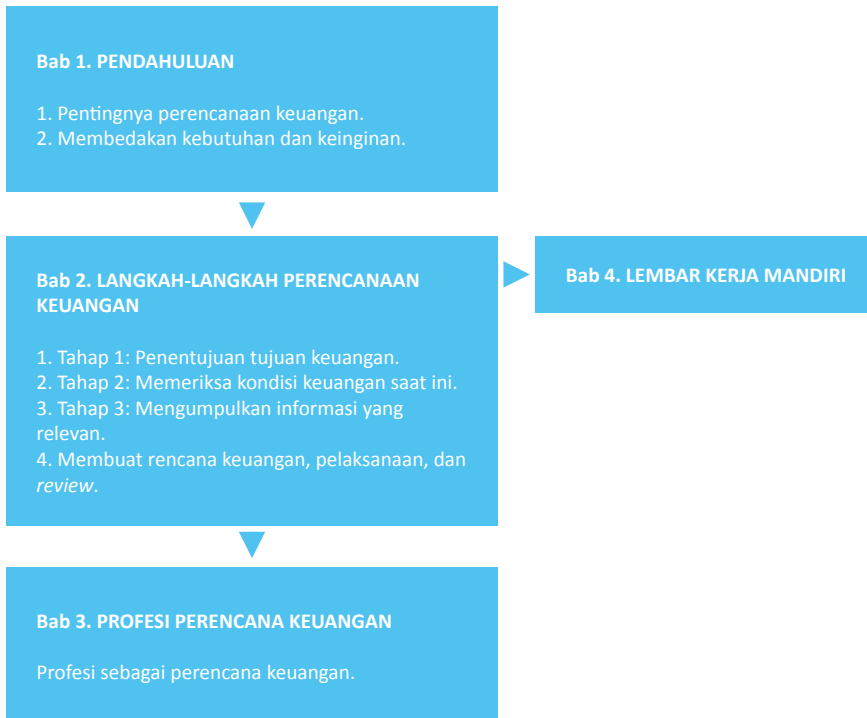 Bab 1. PENDAHULUAN
1. Pentingnya perencanaan keuangan.
2. Membedakan kebutuhan dan keinginan.
Bab 2. LANGKAH-LANGKAH PERENCANAAN
KEUANGAN
1. Tahap 1: Penentujuan tujuan keuangan.
2. Tahap 2: Memeriksa kondisi keuangan saat ini.
3. Tahap 3: Mengumpulkan informasi yang
relevan.
4. Membuat rencana keuangan, pelaksanaan, dan
review.
Bab 4. LEMBAR KERJA MANDIRI
Bab 3. PROFESI PERENCANA KEUANGAN
Profesi sebagai perencana keuangan.